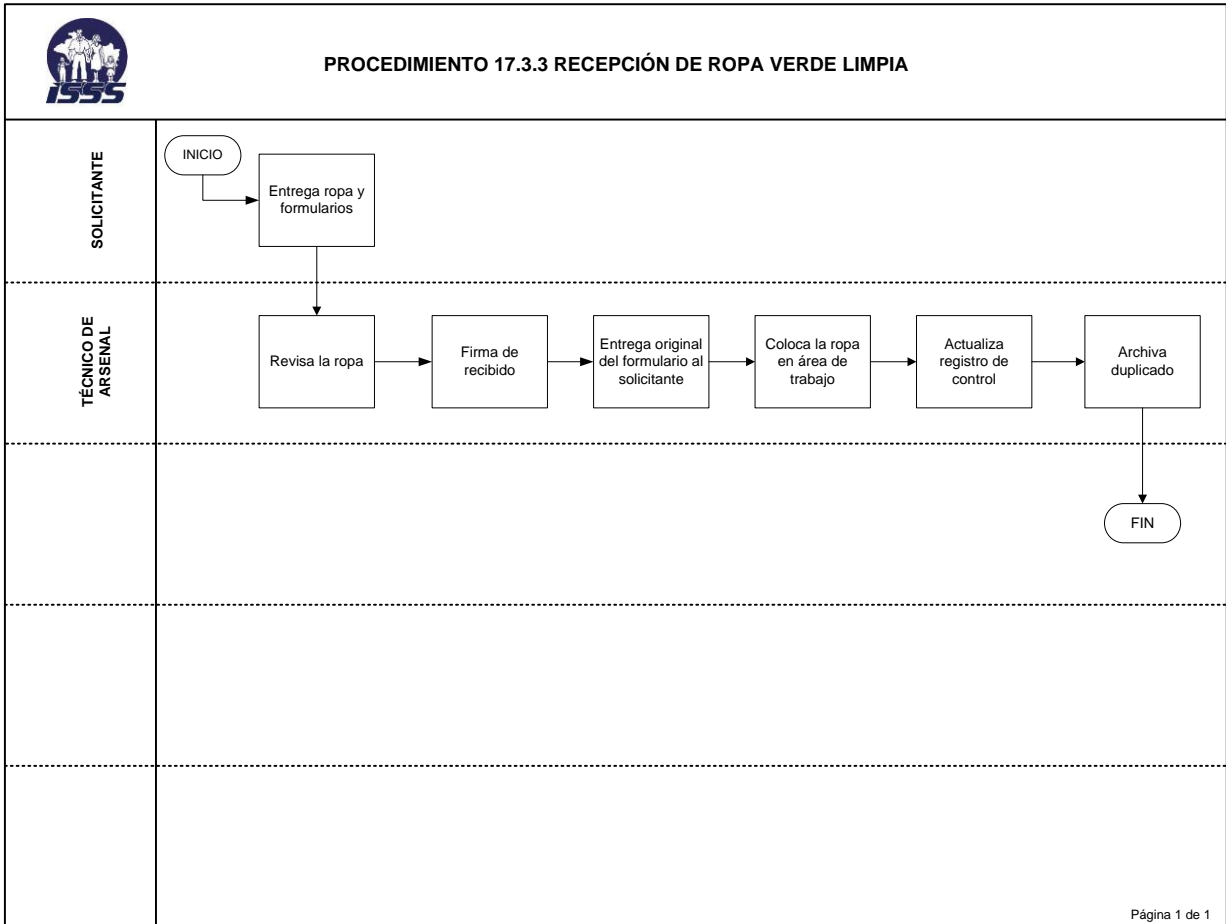 ISSS
PROCEDIMIENTO 17.3.3 RECEPCIÓN DE ROPA VERDE LIMPIA
SOLICITANTE
INICIO
Entrega ropa y
formularios
TÉCNICO DE
ARSENAL
Revisa la ropa
Firma de
recibido
Entrega original
del formulario al
solicitante
Coloca la ropa
en área de
trabajo
Actualiza
registro de
control
Archiva
duplicado
FIN
Página 1 de 1